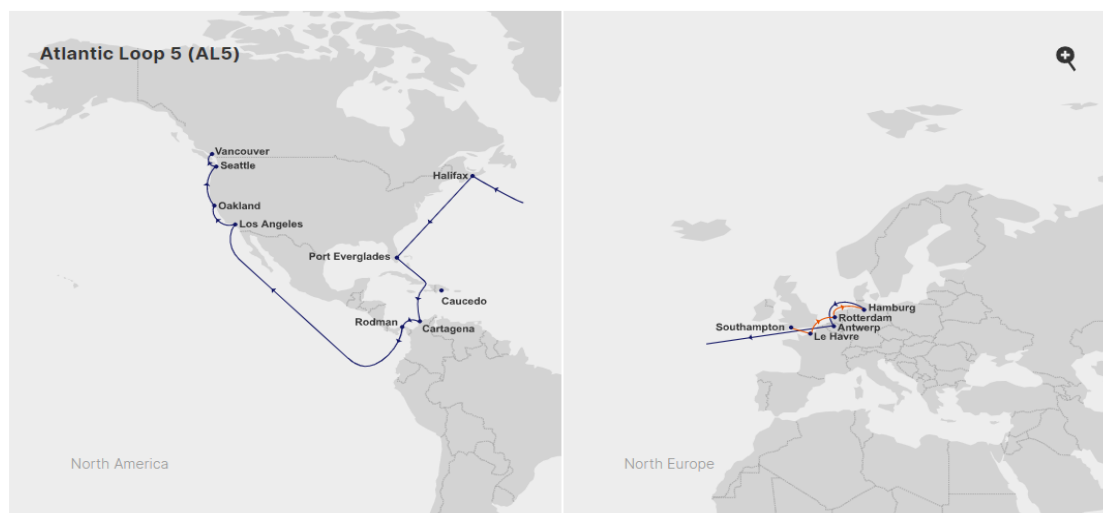 Atlantic Loop 5 (AL5)
Vancouver
Seattle
Oakland
Los Angeles
Halifax
Port Everglades
Caucedo
Rodman
Cartagena
North America
Hamburg
Rotterdam
Southampton
Antwerp
Le Havre
North Europe